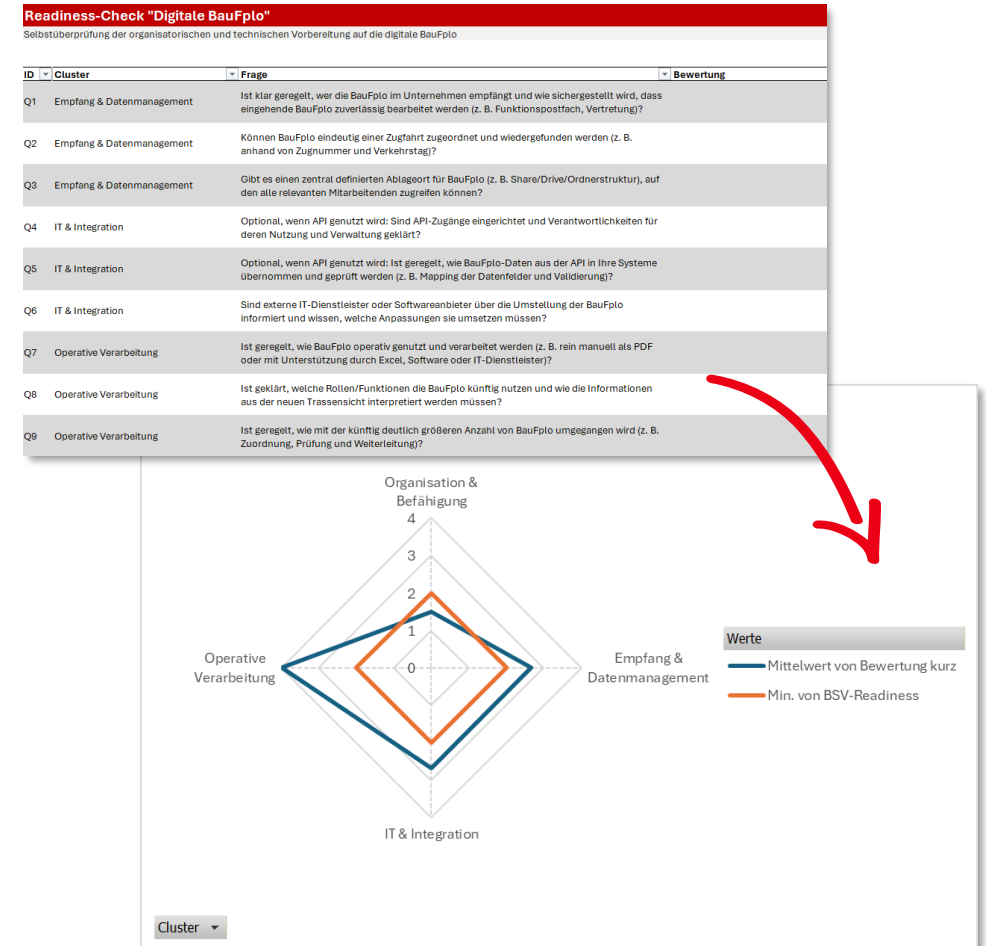 Readiness-Check "Digitale BauFplo"
Selbstüberprüfung der organisatorischen und technischen Vorbereitung auf die digitale BauFplo
ID Cluster Frage Bewertung
Q1 Empfang & Datenmanagement Ist klar geregelt, wer die BauFplo im Unternehmen empfängt und wie sichergestellt wird, dass
eingehende BauFplo zuverlässig bearbeitet werden (z. B. Funktionspostfach, Vertretung)?
Q2 Empfang & Datenmanagement Können BauFplo eindeutig einer Zugfahrt zugeordnet und wiedergefunden werden (z. B.
anhand von Zugnummer und Verkehrstag)?
Q3 Empfang & Datenmanagement Gibt es einen zentral definierten Ablageort für BauFplo (z. B. Share/Drive/Ordnerstruktur), auf
den alle relevanten Mitarbeitenden zugreifen können?
Q4 IT & Integration Optional, wenn API genutzt wird: Sind API-Zugänge eingerichtet und Verantwortlichkeiten für
deren Nutzung und Verwaltung geklärt?
Q5 IT & Integration Optional, wenn API genutzt wird: Ist geregelt, wie BauFplo-Daten aus der API in Ihre Systeme
übernommen und geprüft werden (z. B. Mapping der Datenfelder und Validierung)?
Q6 IT & Integration Sind externe IT-Dienstleister oder Softwareanbieter über die Umstellung der BauFplo
informiert und wissen, welche Anpassungen sie umsetzen müssen?
Q7 Operative Verarbeitung Ist geregelt, wie BauFplo operativ genutzt und verarbeitet werden (z. B. rein manuell als PDF
oder mit Unterstützung durch Excel, Software oder IT-Dienstleister)?
Q8 Operative Verarbeitung Ist geklärt, welche Rollen/Funktionen die BauFplo künftig nutzen und wie die Informationen
aus der neuen Trassensicht interpretiert werden müssen?
Q9 Operative Verarbeitung Ist geregelt, wie mit der künftig deutlich größeren Anzahl von BauFplo umgegangen wird (z. B.
Zuordnung, Prüfung und Weiterleitung)?
Organisation &
Befähigung
4
3
2
1
0
Operative
Verarbeitung
Empfang &
Datenmanagement
IT & Integration
Werte
Mittelwert von Bewertung kurz
Min. von BSV-Readiness
Cluster